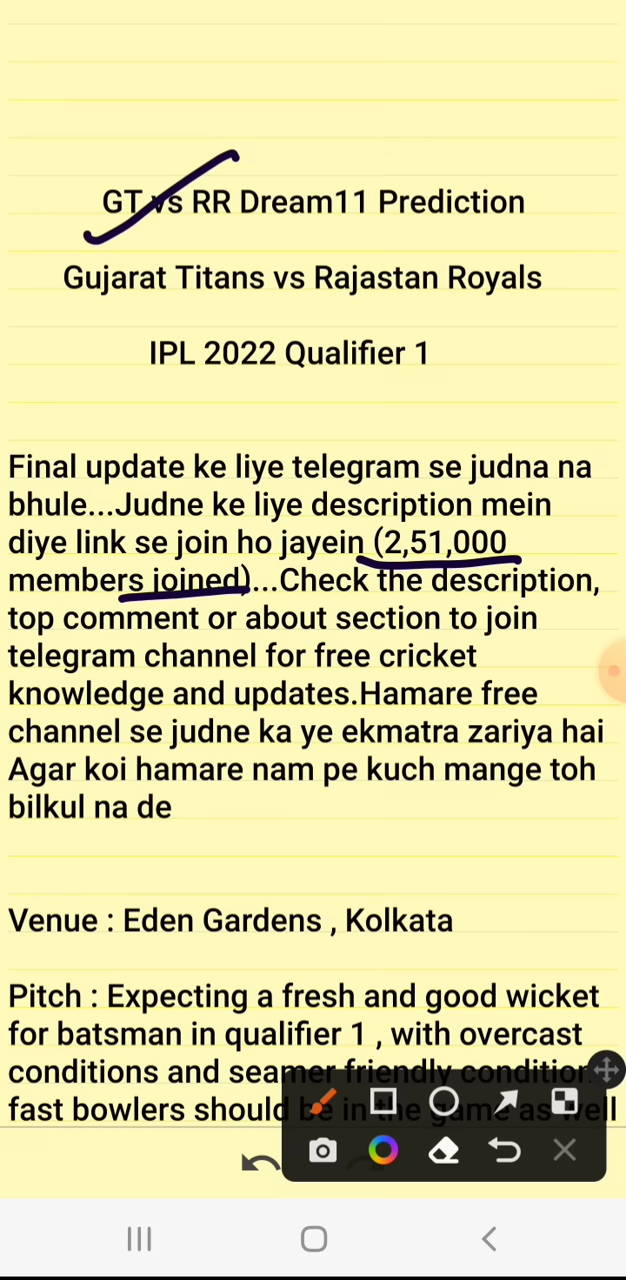 GT vs RR Dream11 Prediction
Gujarat Titans vs Rajastan Royals
IPL 2022 Qualifier 1
Final update ke liye telegram se judna na
bhule...Judne ke liye description mein
diye link se join ho jayein (2,51,000
members joined)...Check the description,
top comment or about section to join
telegram channel for free cricket
knowledge and updates.Hamare free
channel se judne ka ye ekmatra zariya hai
Agar koi hamare nam pe kuch mange toh
bilkul na de
Venue : Eden Gardens , Kolkata
Pitch : Expecting a fresh and good wicket
for batsman in qualifier 1 , with overcast
conditions and seamer friendly condition
fast bowlers should be in the game as well